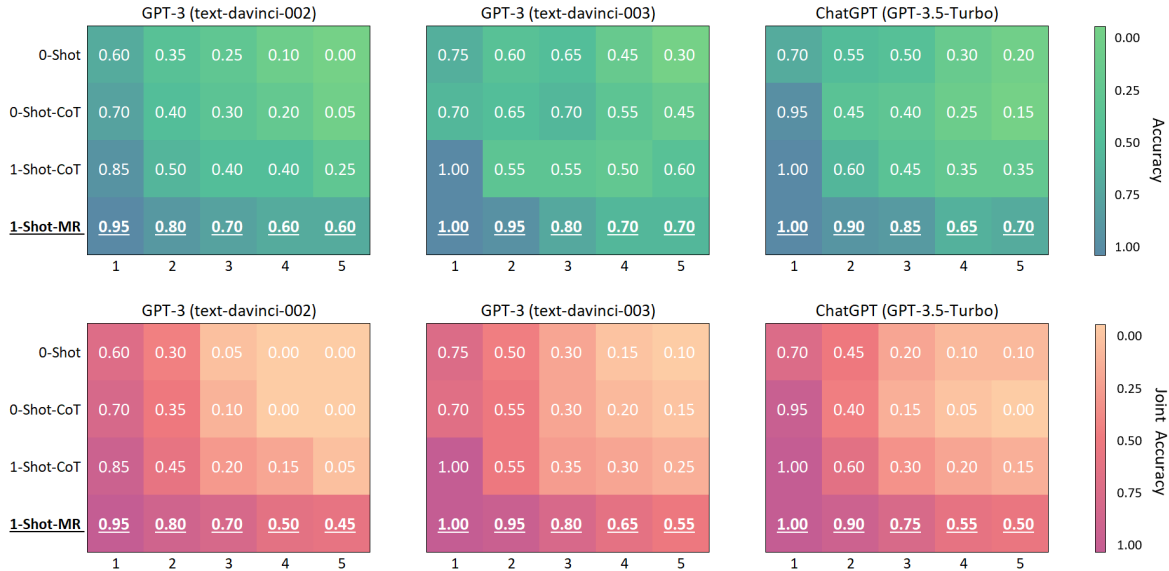 GPT-3 (text-davinci-002) GPT-3 (text-davinci-003) ChatGPT (GPT-3.5-Turbo)
0-Shot 0.60 0.35 0.25 0.10 0.00 0.75 0.60 0.65 0.45 0.30 0.70 0.55 0.50 0.30 0.20 0.00
0-Shot-CoT 0.70 0.40 0.30 0.20 0.05 0.70 0.65 0.70 0.55 0.45 0.95 0.45 0.40 0.25 0.15 0.25
1-Shot-CoT 0.85 0.50 0.40 0.40 0.25 1.00 0.55 0.55 0.50 0.60 1.00 0.60 0.45 0.35 0.35 0.50
0.75
1-Shot-MR 0.95 0.80 0.70 0.60 0.60 1.00 0.95 0.80 0.70 0.70 1.00 0.90 0.85 0.65 0.70 1.00
Accuracy
1 2 3 4 5 1 2 3 4 5 1 2 3 4 5
GPT-3 (text-davinci-002) GPT-3 (text-davinci-003) ChatGPT (GPT-3.5-Turbo)
0-Shot 0.60 0.30 0.05 0.00 0.00 0.75 0.50 0.30 0.15 0.10 0.70 0.45 0.20 0.10 0.10 0.00
0-Shot-CoT 0.70 0.35 0.10 0.00 0.00 0.70 0.55 0.30 0.20 0.15 0.95 0.40 0.15 0.05 0.00 0.25
1-Shot-CoT 0.85 0.45 0.20 0.15 0.05 1.00 0.55 0.35 0.30 0.25 1.00 0.60 0.30 0.20 0.15 0.50
0.75
1-Shot-MR 0.95 0.80 0.70 0.50 0.45 1.00 0.95 0.80 0.65 0.55 1.00 0.90 0.75 0.55 0.50 1.00
Joint Accuracy
1 2 3 4 5 1 2 3 4 5 1 2 3 4 5